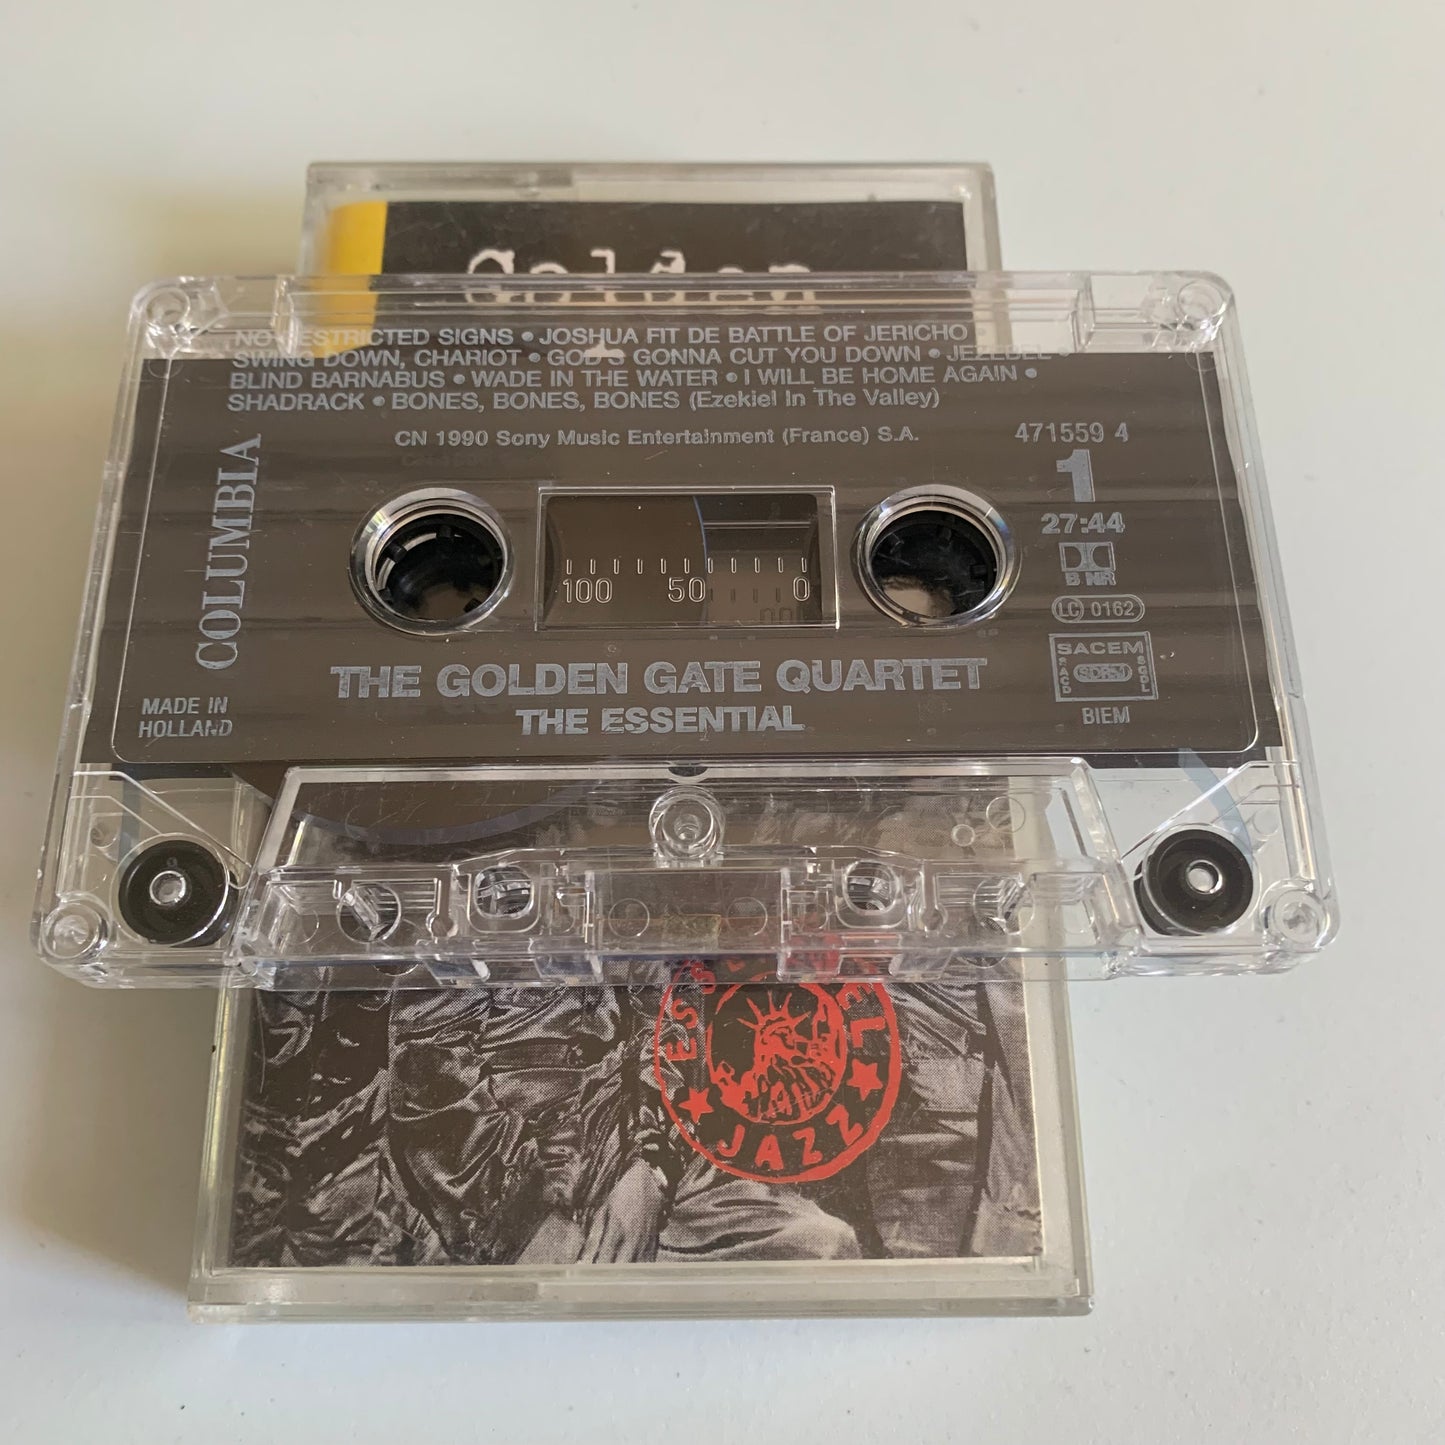 Golden
NO RESTRICTED SIGNS • JOSHUA FIT DE BATTLE OF JERICHO •
SWING DOWN, CHARIOT • GOD'S GONNA CUT YOU DOWN • JEZEBEL •
BLIND BARNABUS • WADE IN THE WATER • I WILL BE HOME AGAIN •
SHADRACK • BONES, BONES, BONES (Ezekiel In The Valley)
CN 1990 Sony Music Entertainment (France) S.A.
471559 4
1
27:44
B NR
LC 0162
SACEM
SDRM
SACD
SGDL
BIEM
COLUMBIA
100 50 0
THE GOLDEN GATE QUARTET
THE ESSENTIAL
MADE IN
HOLLAND
JAZZ